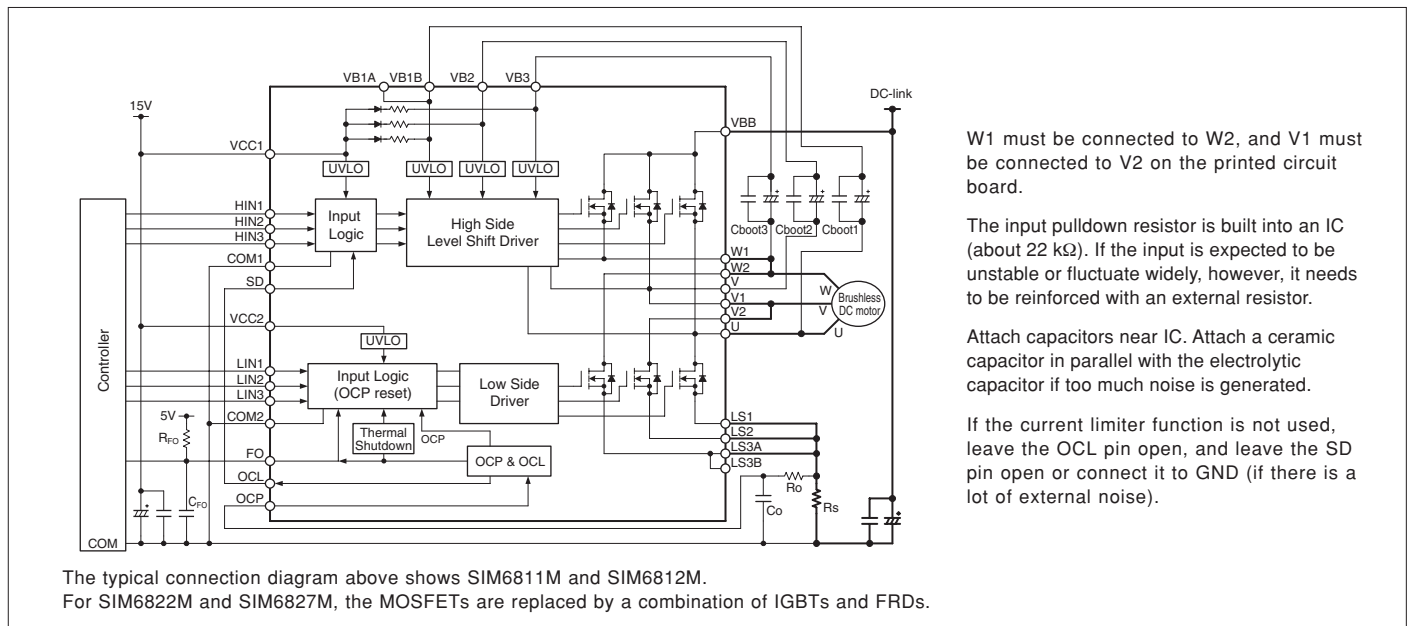 VB1A VB1B VB2 VB3
DC-link
15V
VBB
VCC1
UVLO UVLO UVLO UVLO
HIN1
HIN2
HIN3
Input
Logic
High Side
Level Shift Driver
Cboot3 Cboot2 Cboot1
COM1
SD
W1
W2
V
V1
V2
U
W
V
U
Brushless
DC motor
VCC2
UVLO
Controller
LIN1
LIN2
LIN3
Input Logic
(OCP reset)
Low Side
Driver
COM2
5V
RFO
Thermal
Shutdown
OCP
OCP & OCL
LS1
LS2
LS3A
LS3B
FO
OCL
OCP
CFO
Ro
Co
Rs
COM
W1 must be connected to W2, and V1 must
be connected to V2 on the printed circuit
board.
The input pulldown resistor is built into an IC
(about 22 kΩ). If the input is expected to be
unstable or fluctuate widely, however, it needs
to be reinforced with an external resistor.
Attach capacitors near IC. Attach a ceramic
capacitor in parallel with the electrolytic
capacitor if too much noise is generated.
If the current limiter function is not used,
leave the OCL pin open, and leave the SD
pin open or connect it to GND (if there is a
lot of external noise).
The typical connection diagram above shows SIM6811M and SIM6812M.
For SIM6822M and SIM6827M, the MOSFETs are replaced by a combination of IGBTs and FRDs.